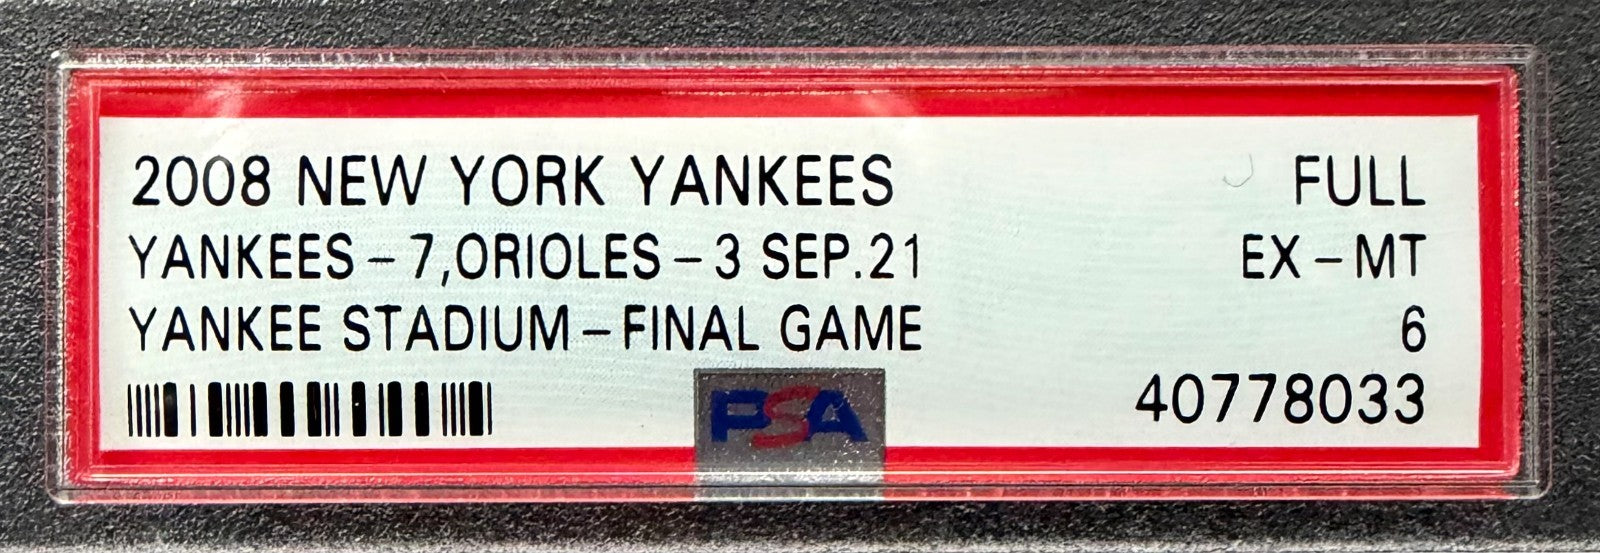 2008 NEW YORK YANKEES FULL
YANKEES - 7,ORIOLES - 3 SEP.21 EX - MT
YANKEE STADIUM - FINAL GAME 6
PSA 40778033